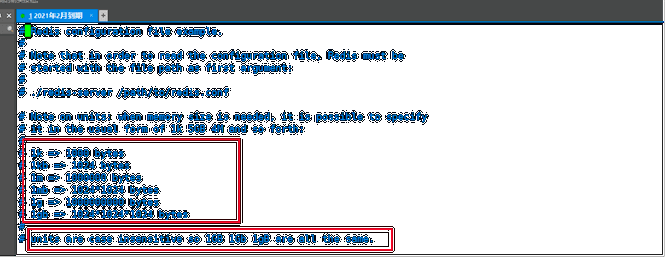 1 2021年2月到期
# Redis configuration file example.
#
# Note that in order to read the configuration file, Redis must be
# started with the file path as first argument:
#
# ./redis-server /path/to/redis.conf

# Note on units: when memory size is needed, it is possible to specify
# it in the usual form of 1k 5GB 4M and so forth:
#
# 1k => 1000 bytes
# 1kb => 1024 bytes
# 1m => 1000000 bytes
# 1mb => 1024*1024 bytes
# 1g => 1000000000 bytes
# 1gb => 1024*1024*1024 bytes
#
# units are case insensitive so 1GB 1Gb 1gB are all the same.